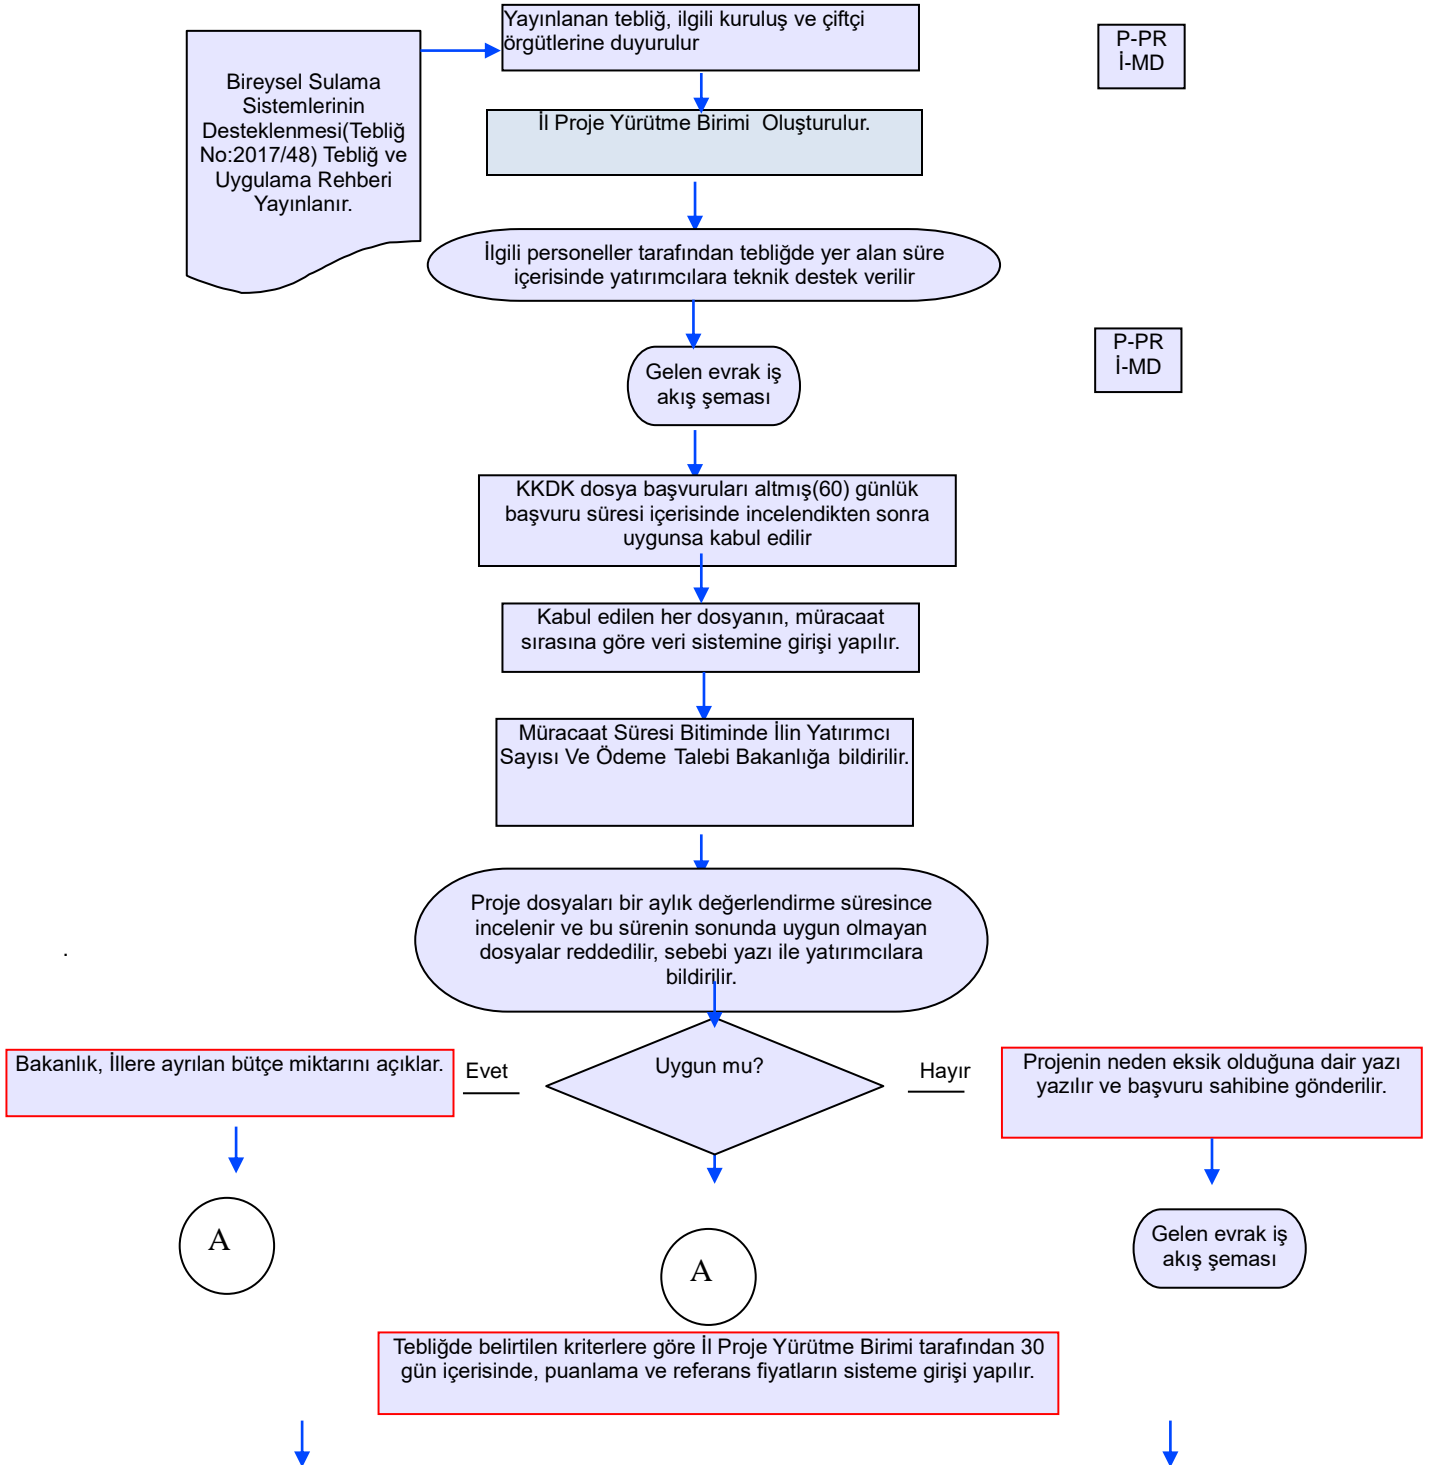 Yayınlanan tebliğ, ilgili kuruluş ve çiftçi
örgütlerine duyurulur
P-PR
İ-MD
Bireysel Sulama
Sistemlerinin
Desteklenmesi(Tebliğ
No:2017/48) Tebliğ ve
Uygulama Rehberi
Yayınlanır.
İl Proje Yürütme Birimi Oluşturulur.
İlgili personeller tarafından tebliğde yer alan süre
içerisinde yatırımcılara teknik destek verilir
P-PR
İ-MD
Gelen evrak iş
akış şeması
KKDK dosya başvuruları altmış(60) günlük
başvuru süresi içerisinde incelendikten sonra
uygunsa kabul edilir
Kabul edilen her dosyanın, müracaat
sırasına göre veri sistemine girişi yapılır.
Müracaat Süresi Bitiminde İlin Yatırımcı
Sayısı Ve Ödeme Talebi Bakanlığa bildirilir.
Proje dosyaları bir aylık değerlendirme süresince
incelenir ve bu sürenin sonunda uygun olmayan
dosyalar reddedilir, sebebi yazı ile yatırımcılara
bildirilir.
.
Bakanlık, İllere ayrılan bütçe miktarını açıklar.
Evet
Uygun mu?
Hayır
Projenin neden eksik olduğuna dair yazı
yazılır ve başvuru sahibine gönderilir.
A
A
Gelen evrak iş
akış şeması
Tebliğde belirtilen kriterlere göre İl Proje Yürütme Birimi tarafından 30
gün içerisinde, puanlama ve referans fiyatların sisteme girişi yapılır.